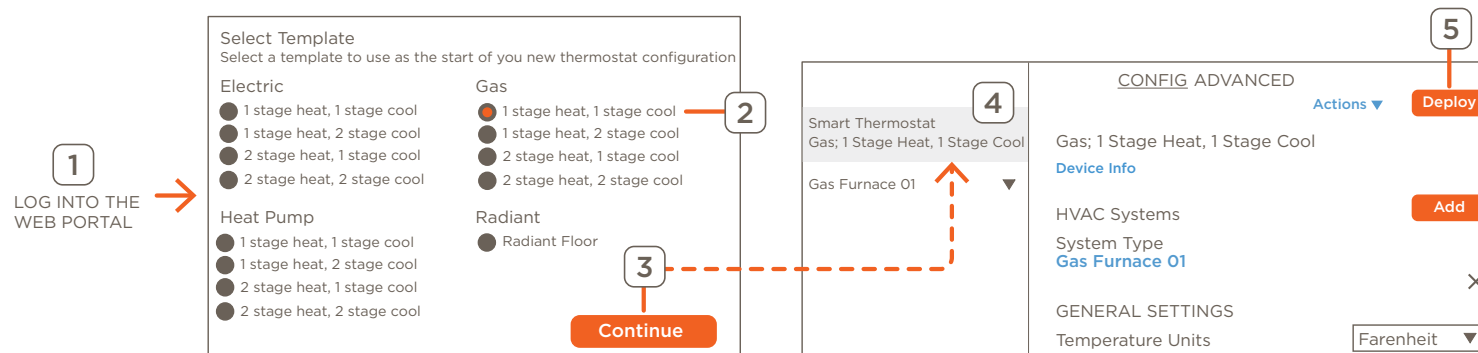 1
LOG INTO THE
WEB PORTAL
Select Template
Select a template to use as the start of you new thermostat configuration
Electric
1 stage heat, 1 stage cool
1 stage heat, 2 stage cool
2 stage heat, 1 stage cool
2 stage heat, 2 stage cool
Gas
1 stage heat, 1 stage cool
1 stage heat, 2 stage cool
2 stage heat, 1 stage cool
2 stage heat, 2 stage cool
2
Heat Pump
1 stage heat, 1 stage cool
1 stage heat, 2 stage cool
2 stage heat, 1 stage cool
2 stage heat, 2 stage cool
Radiant
Radiant Floor
3
Continue
4
Smart Thermostat
Gas; 1 Stage Heat, 1 Stage Cool
Gas Furnace 01
5
CONFIG ADVANCED
Actions
Deploy
Gas; 1 Stage Heat, 1 Stage Cool
Device Info
HVAC Systems
Add
System Type
Gas Furnace 01
GENERAL SETTINGS
Temperature Units
Farenheit